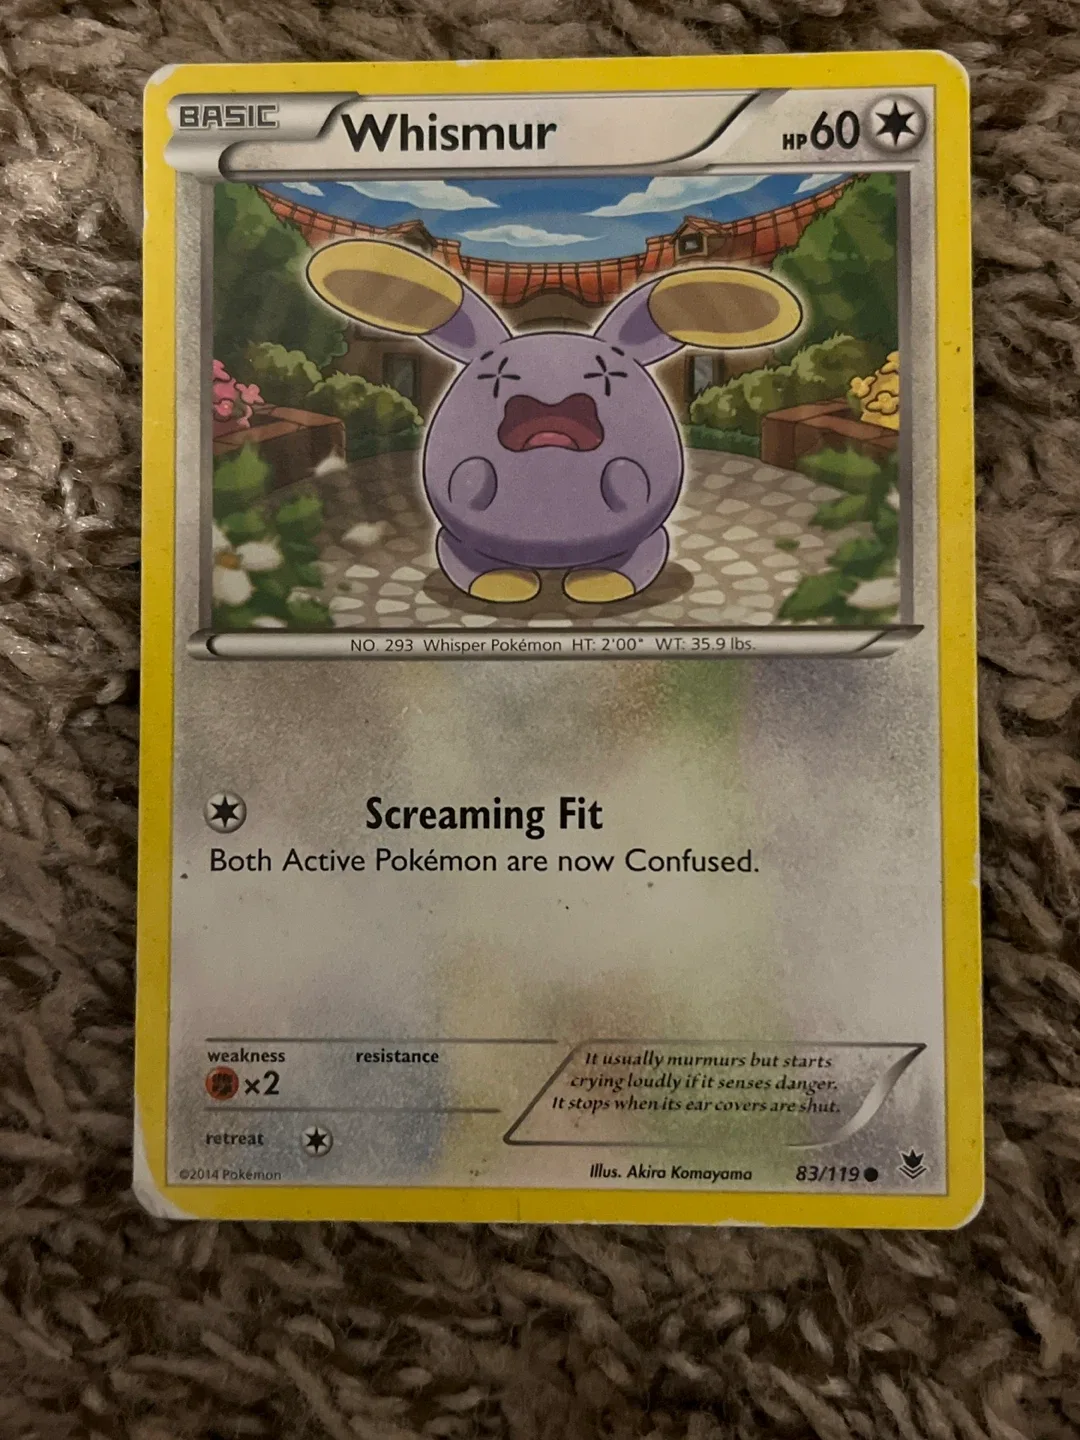 BASIC Whismur HP60
NO. 293 Whisper Pokémon HT: 2'00" WT: 35.9 lbs.
Screaming Fit
Both Active Pokémon are now Confused.
weakness resistance
×2
retreat
It usually murmurs but starts
crying loudly if it senses danger.
It stops when its ear covers are shut.
©2014 Pokémon
Illus. Akira Komayama 83/119